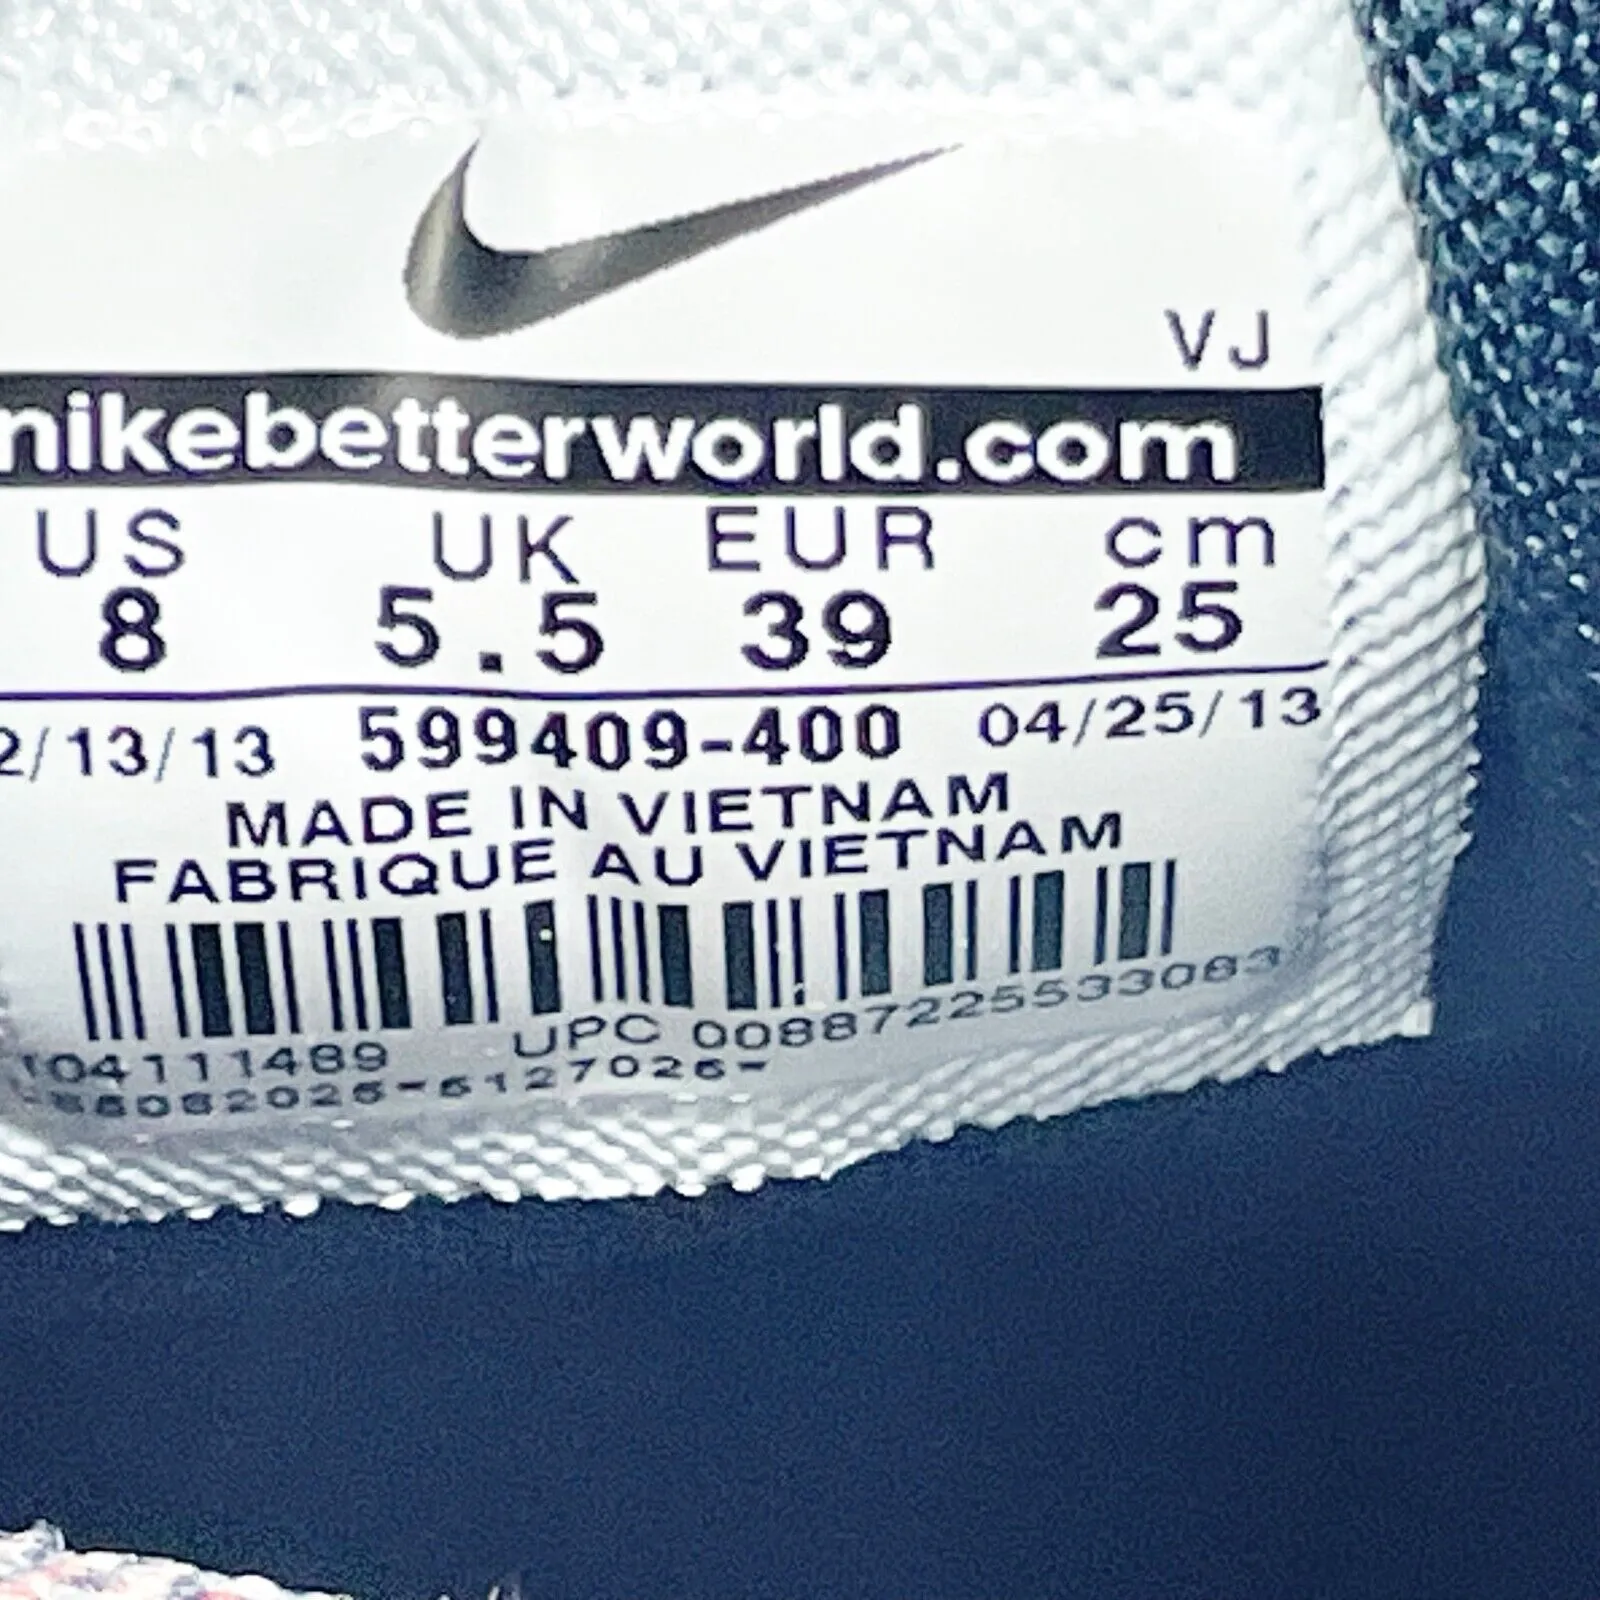 VJ
nikebetterworld.com
US UK EUR cm
8 5.5 39 25
2/13/13 599409-400 04/25/13
MADE IN VIETNAM
FABRIQUE AU VIETNAM
UPC 00887225533083
04111489